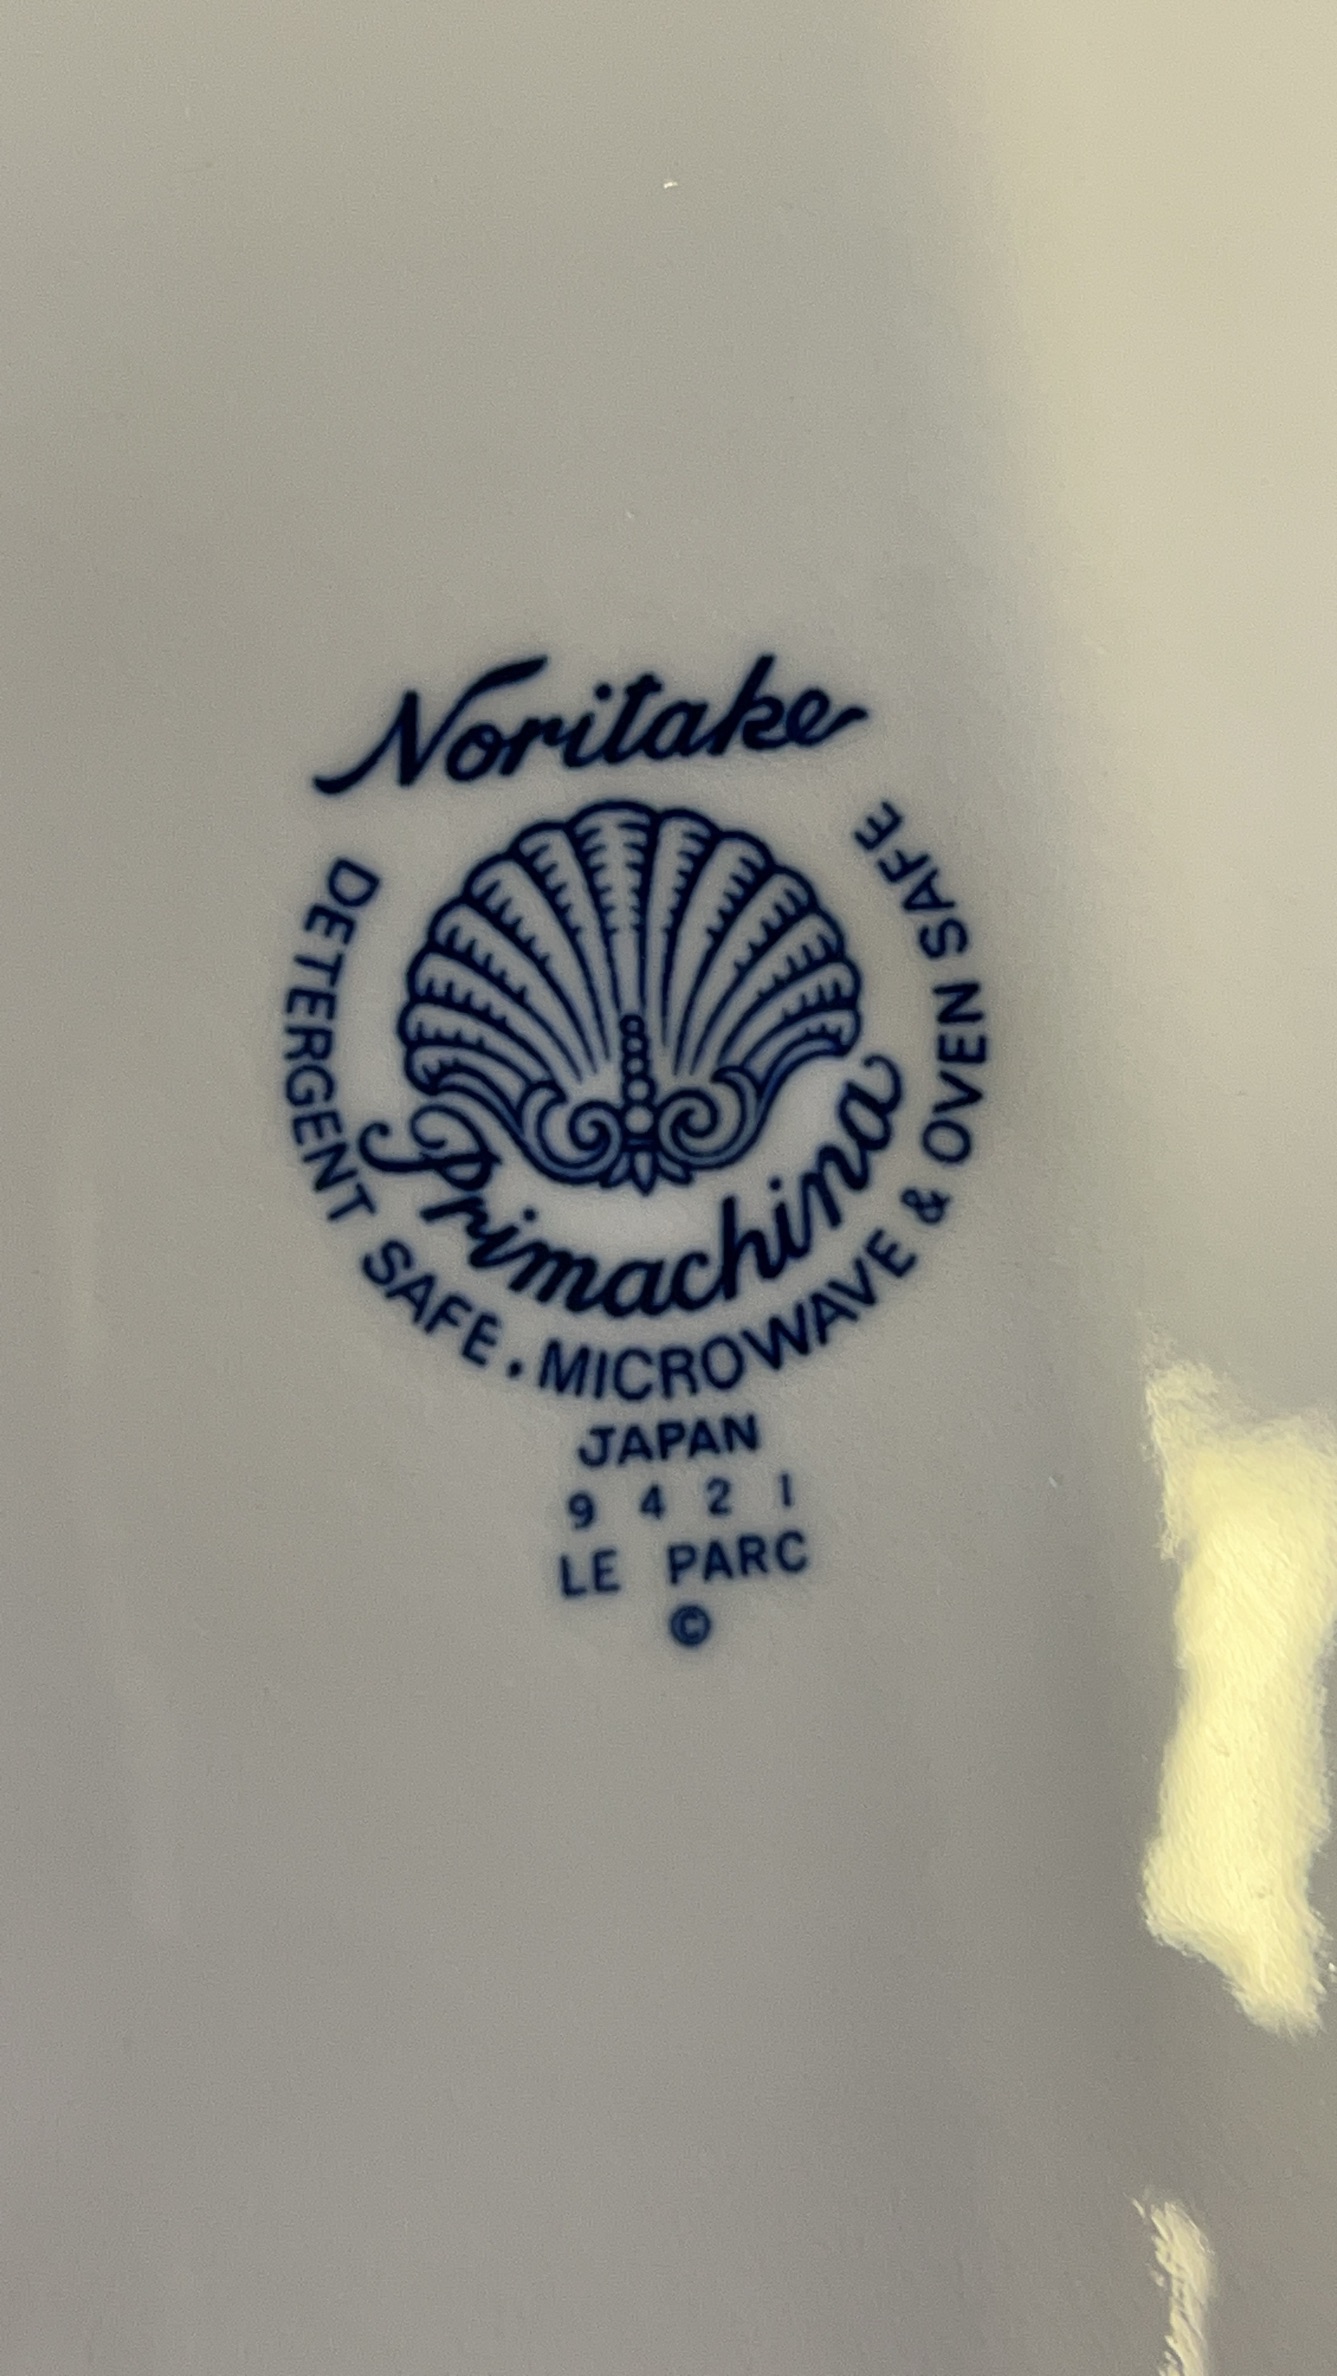 Noritake
Primachina
DETERGENT SAFE . MICROWAVE & OVEN SAFE
JAPAN
9 4 2 1
LE PARC
©